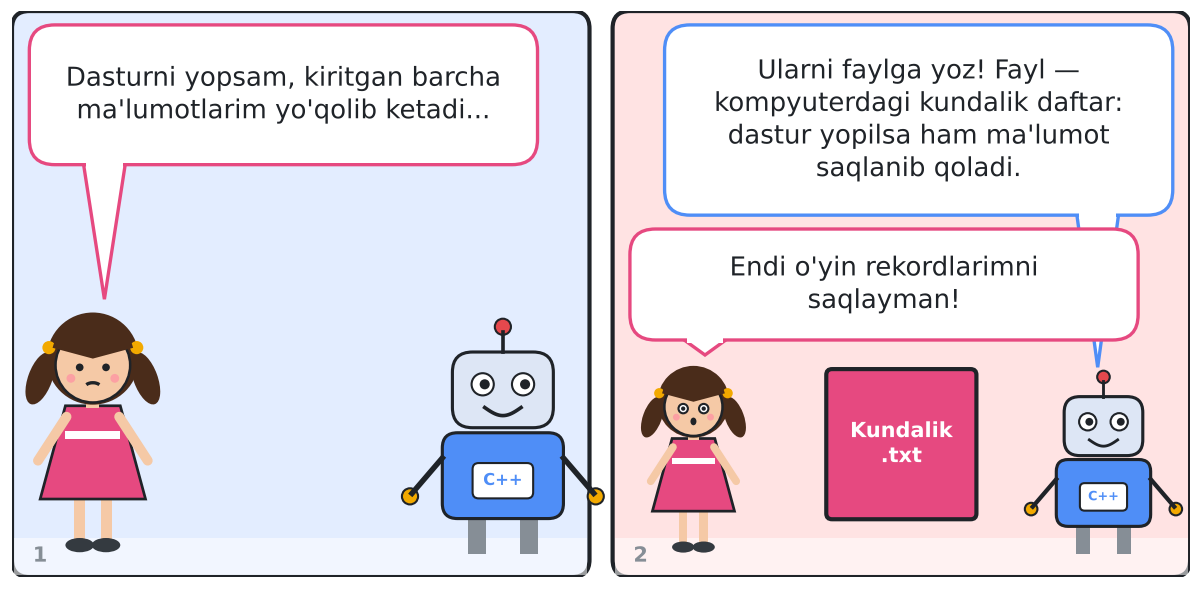 Dasturni yopsam, kiritgan barcha
ma'lumotlarim yo'qolib ketadi...
C++
1
Ularni faylga yoz! Fayl —
kompyuterdagi kundalik daftar:
dastur yopilsa ham ma'lumot
saqlanib qoladi.
Endi o'yin rekordlarimni
saqlayman!
Kundalik
.txt
C++
2